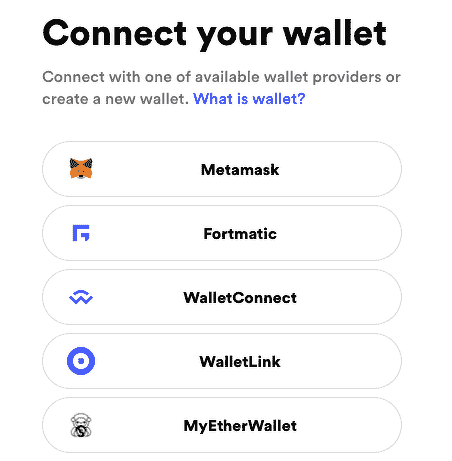 Connect your wallet
Connect with one of available wallet providers or
create a new wallet. What is wallet?
Metamask
Fortmatic
WalletConnect
WalletLink
MyEtherWallet